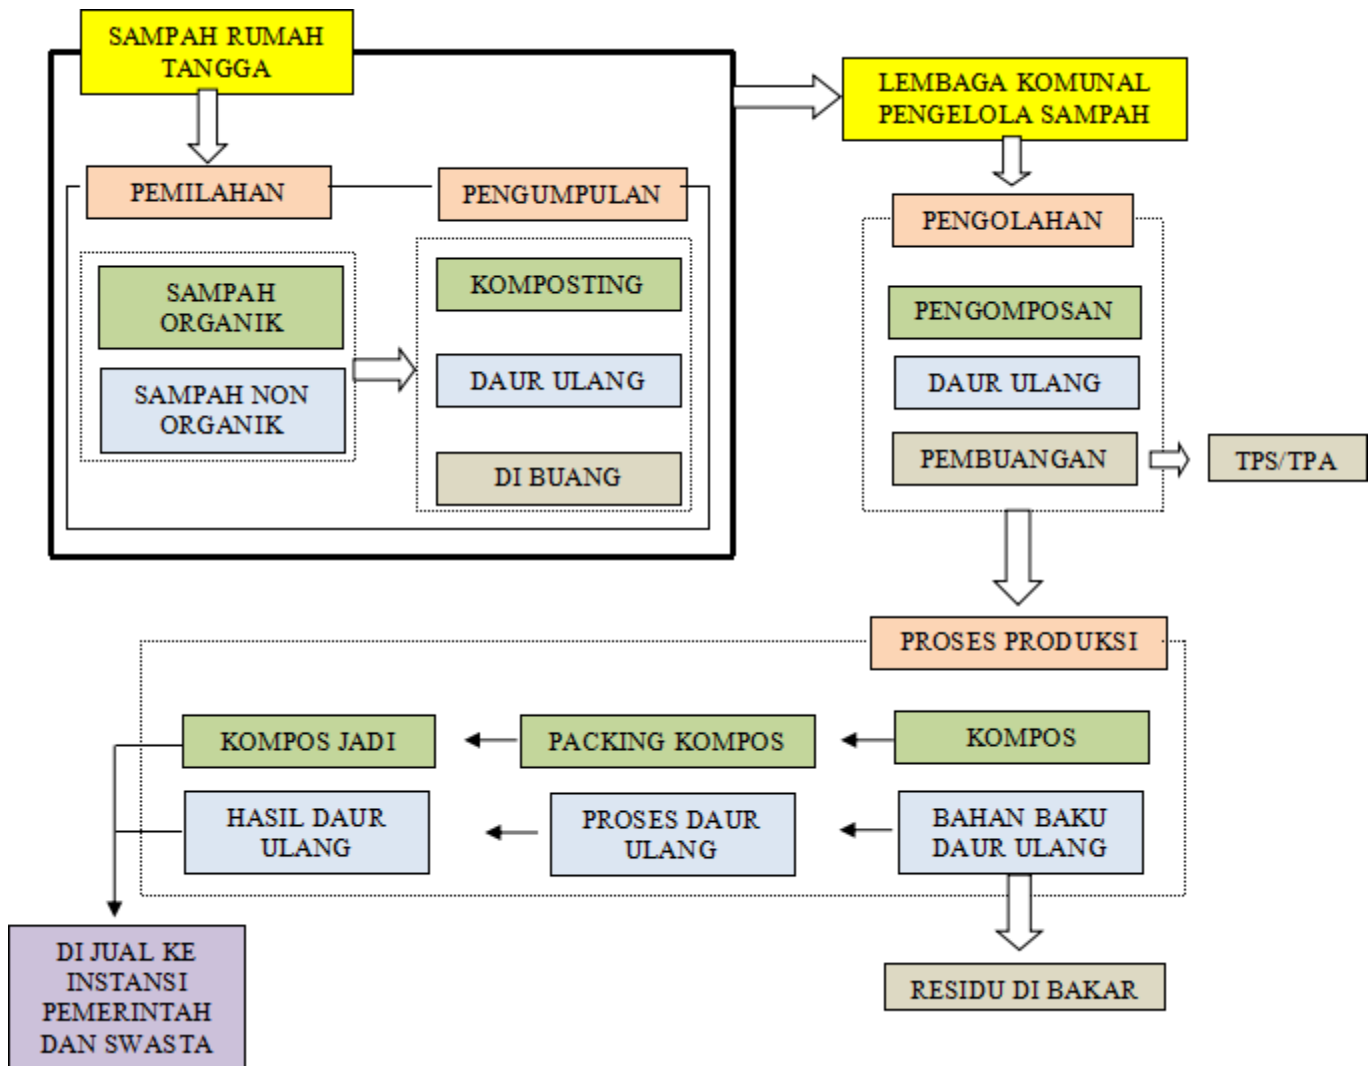 SAMPAH RUMAH
TANGGA
LEMBAGA KOMUNAL
PENGELOLA SAMPAH
PEMILAHAN
PENGUMPULAN
PENGOLAHAN
SAMPAH
ORGANIK
SAMPAH NON
ORGANIK
KOMPOSTING
DAUR ULANG
DI BUANG
PENGOMPOSAN
DAUR ULANG
PEMBUANGAN
TPS/TPA
PROSES PRODUKSI
KOMPOS JADI
PACKING KOMPOS
KOMPOS
HASIL DAUR
ULANG
PROSES DAUR
ULANG
BAHAN BAKU
DAUR ULANG
DI JUAL KE
INSTANSI
PEMERINTAH
DAN SWASTA
RESIDU DI BAKAR